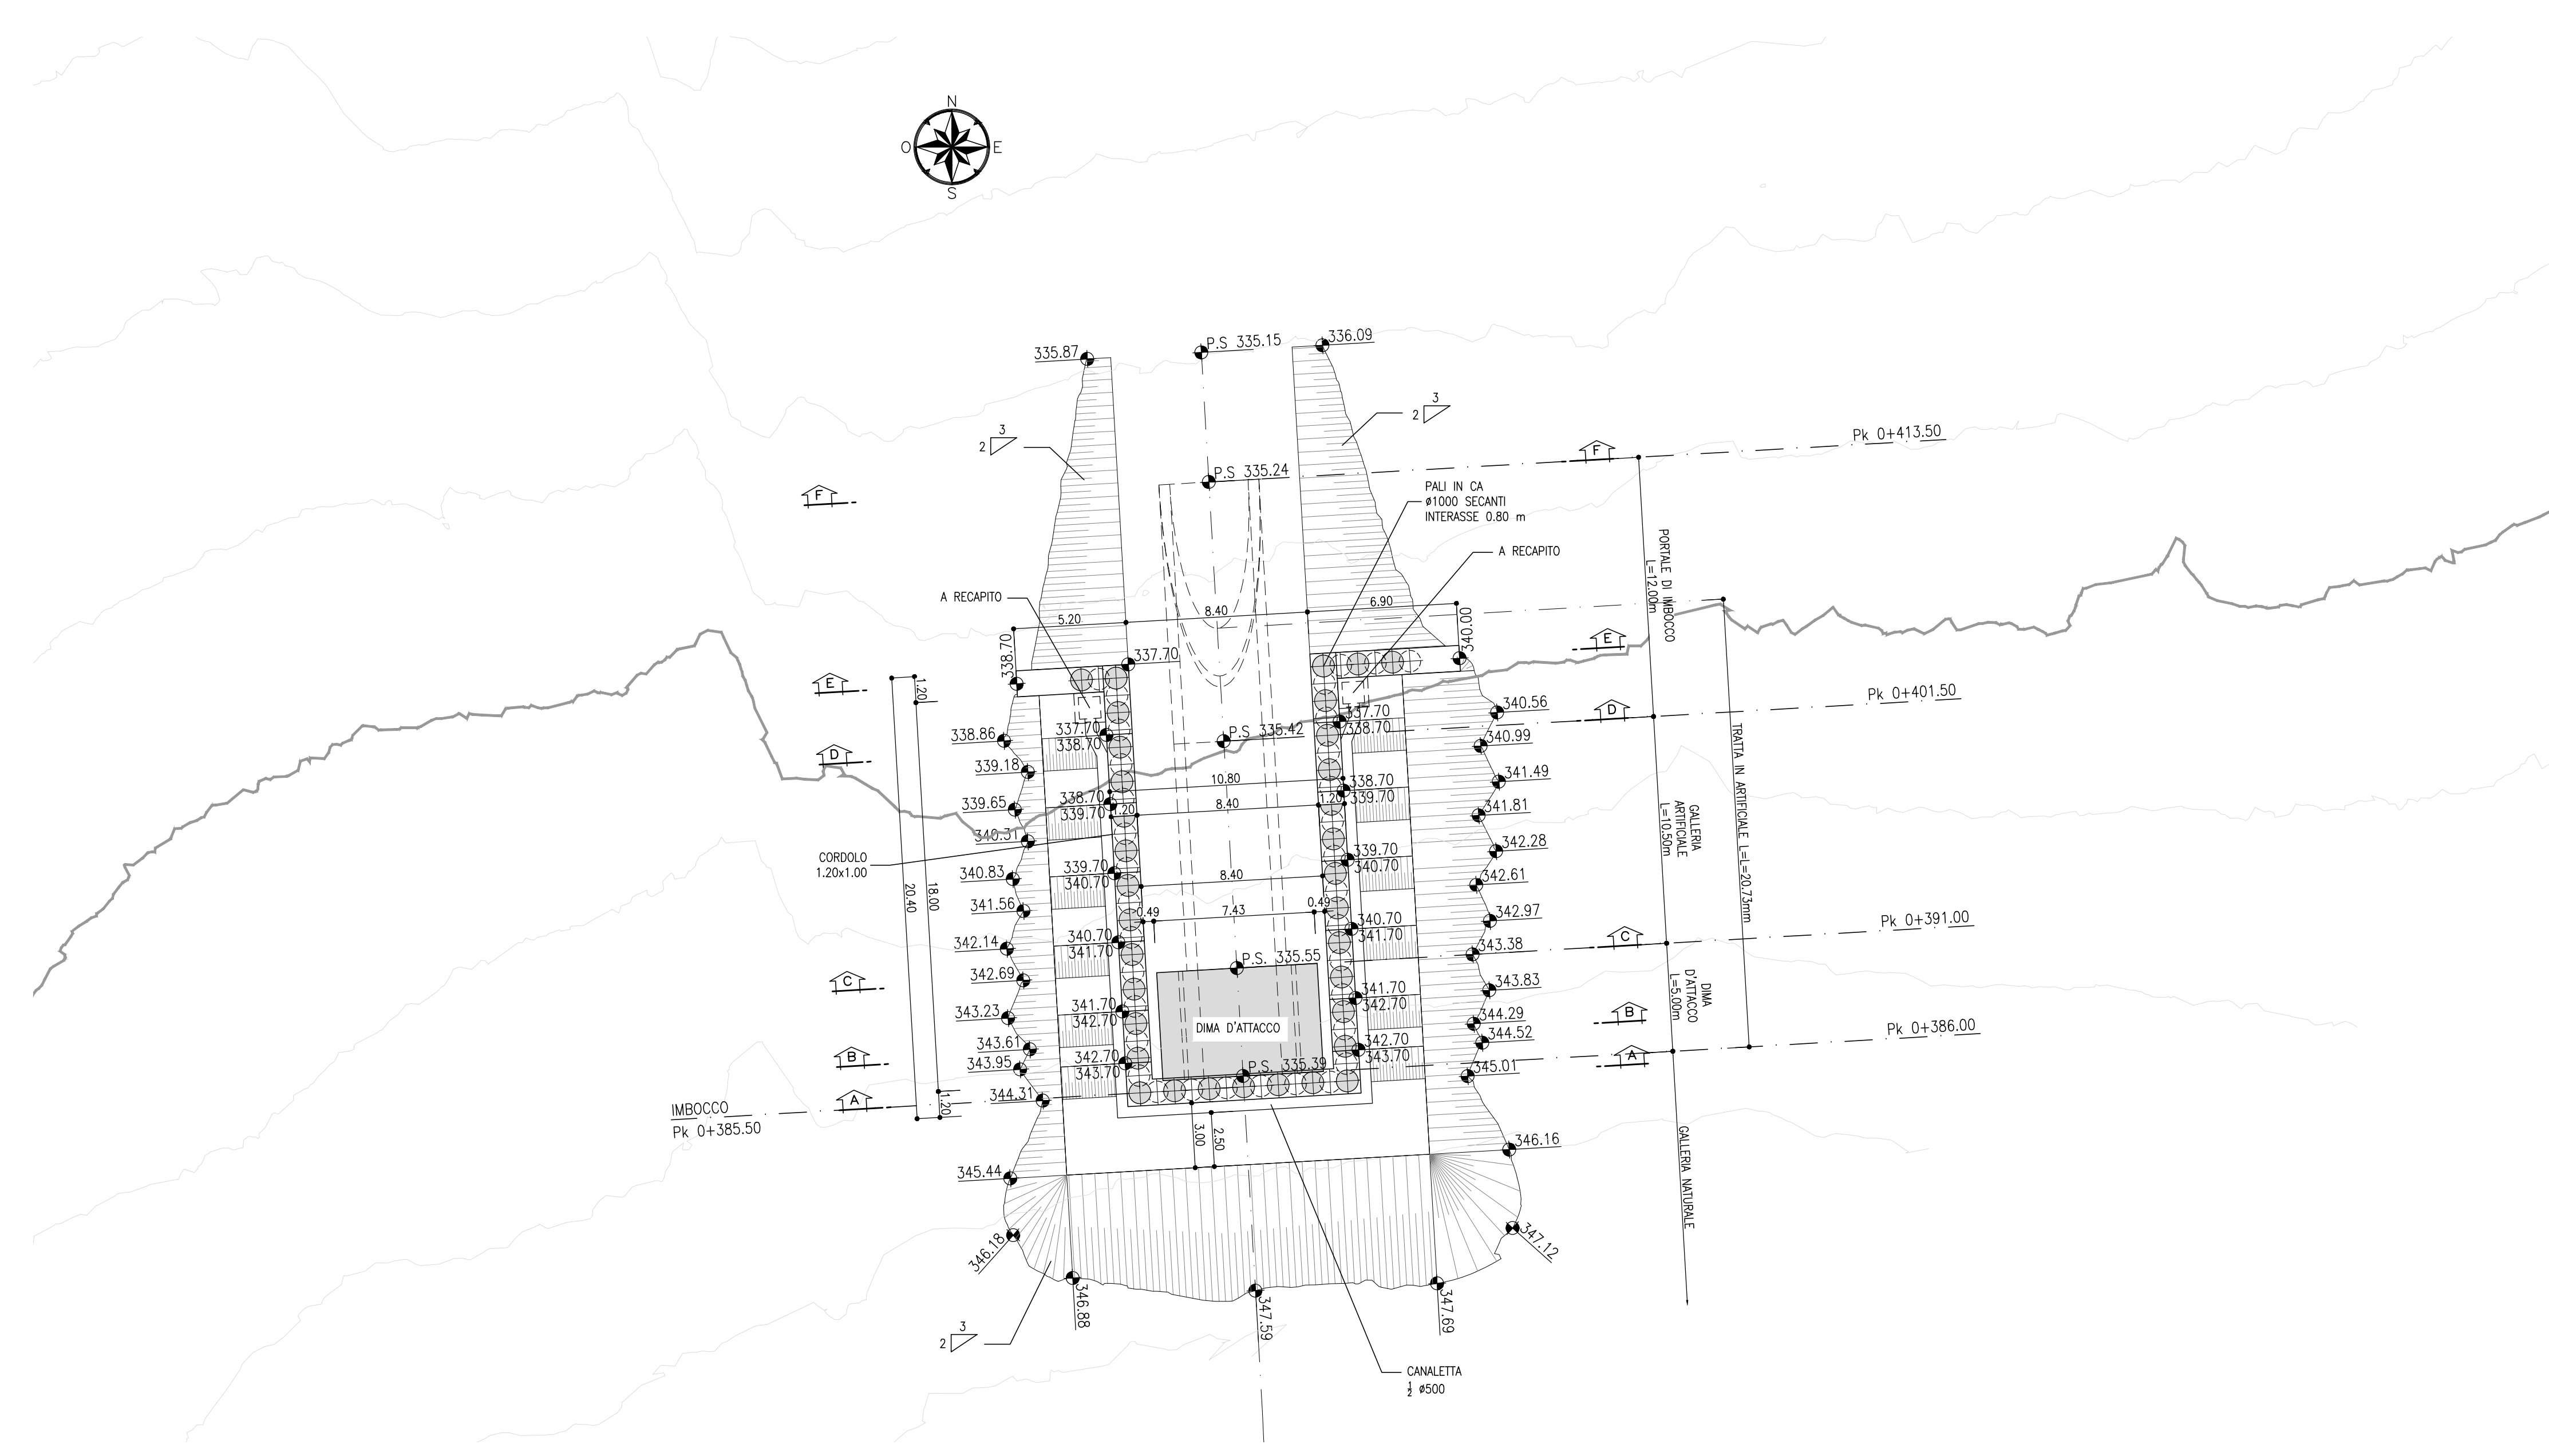 N
O
E
S
335.87
P.S 335.15
336.09
3
2
3
2
F
Pk 0+413.50
P.S 335.24
F
PALI IN CA
ø1000 SECANTI
INTERASSE 0.80 m
A RECAPITO
PORTALE DI IMBOCCO
L=12.00m
A RECAPITO
5.20
8.40
6.90
338.70
337.70
340.00
E
E
1.20
340.56
Pk 0+401.50
D
337.70
338.70
337.70
338.70
P.S 335.42
338.86
340.99
D
339.18
341.49
TRATTA IN ARTIFICIALE L=L=20.73mm
10.80
338.70
339.70
338.70
339.70
1.20
8.40
1.20
339.65
341.81
GALLERIA
ARTIFICIALE
L=10.50m
340.31
342.28
CORDOLO
1.20x1.00
339.70
340.70
339.70
340.70
340.83
8.40
342.61
20.40
18.00
341.56
0.49
7.43
0.49
342.97
Pk 0+391.00
340.70
341.70
340.70
341.70
342.14
343.38
C
P.S. 335.55
342.69
343.83
C
DIMA
D'ATTACCO
L=5.00m
341.70
342.70
341.70
342.70
343.23
344.29
B
DIMA D'ATTACCO
344.52
Pk 0+386.00
343.61
B
342.70
343.70
342.70
343.70
A
343.95
P.S. 335.39
345.01
344.31
A
1.20
IMBOCCO
Pk 0+385.50
3.00
2.50
GALLERIA NATURALE
346.16
345.44
346.18
347.12
346.88
347.59
347.69
3
2
CANALETTA
½ ø500